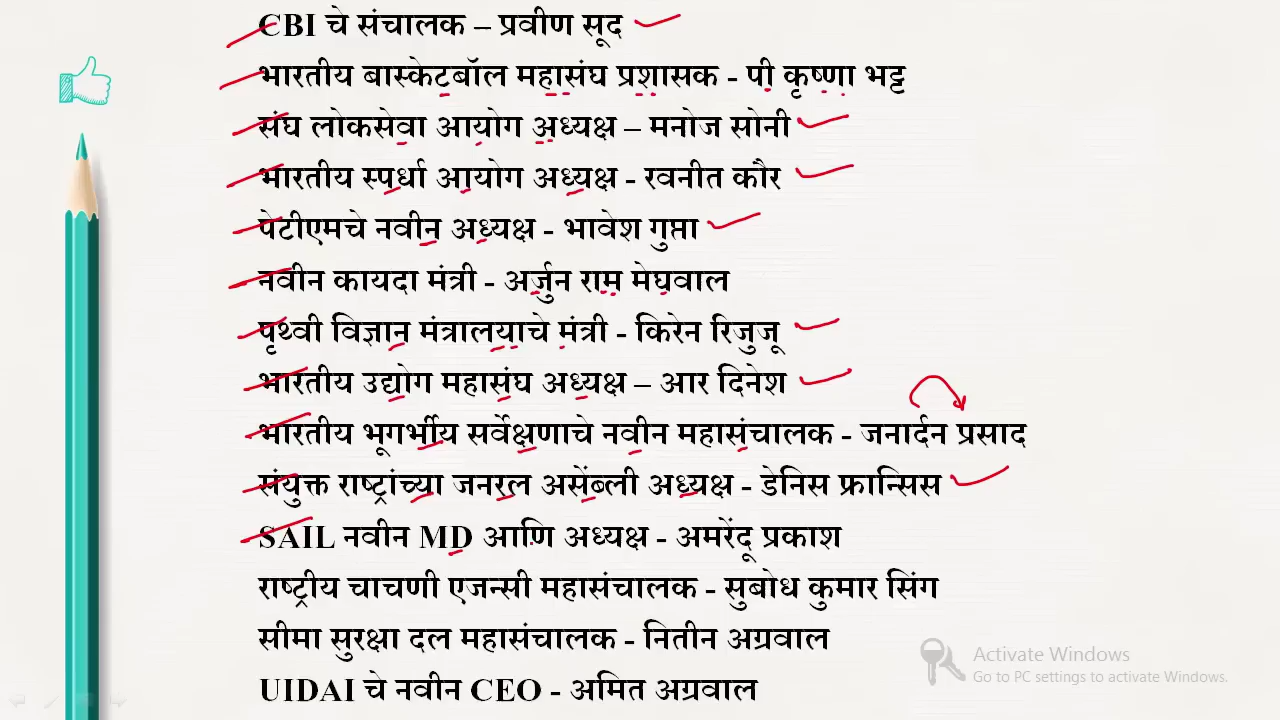 CBI चे संचालक – प्रवीण सूद
भारतीय बास्केटबॉल महासंघ प्रशासक - पी कृष्णा भट्ट
संघ लोकसेवा आयोग अध्यक्ष – मनोज सोनी
भारतीय स्पर्धा आयोग अध्यक्ष - रवनीत कौर
पेटीएमचे नवीन अध्यक्ष - भावेश गुप्ता
नवीन कायदा मंत्री - अर्जुन राम मेघवाल
पृथ्वी विज्ञान मंत्रालयाचे मंत्री - किरेन रिजुजू
भारतीय उद्योग महासंघ अध्यक्ष – आर दिनेश
भारतीय भूगर्भीय सर्वेक्षणाचे नवीन महासंचालक - जनार्दन प्रसाद
संयुक्त राष्ट्रांच्या जनरल असेंब्ली अध्यक्ष - डेनिस फ्रान्सिस
SAIL नवीन MD आणि अध्यक्ष - अमरेंदू प्रकाश
राष्ट्रीय चाचणी एजन्सी महासंचालक - सुबोध कुमार सिंग
सीमा सुरक्षा दल महासंचालक - नितीन अग्रवाल
UIDAI चे नवीन CEO - अमित अग्रवाल
Activate Windows
Go to PC settings to activate Windows.